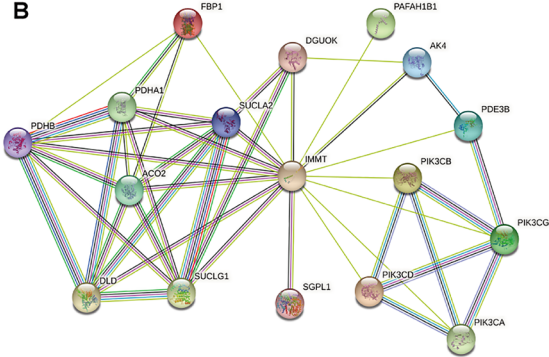 B
FBP1
PAFAH1B1
DGUOK
AK4
PDHA1
SUCLA2
PDHB
PDE3B
IMMT
PIK3CB
ACO2
PIK3CG
DLD
SUCLG1
SGPL1
PIK3CD
PIK3CA